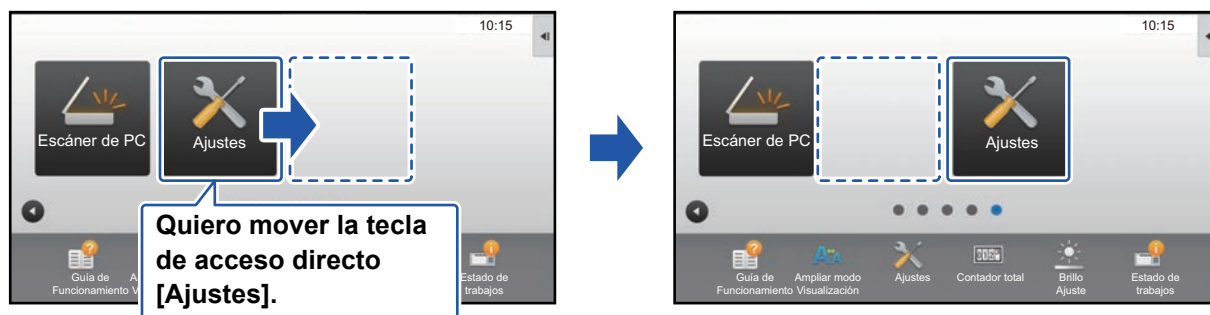 10:15
Escáner de PC
Ajustes
Quiero mover la tecla
de acceso directo
[Ajustes].
Guía de
Funcionamiento
Estado de
trabajos
10:15
Escáner de PC
Ajustes
Guía de
Funcionamiento
Ampliar modo
Visualización
Ajustes
Contador total
Brillo
Ajuste
Estado de
trabajos